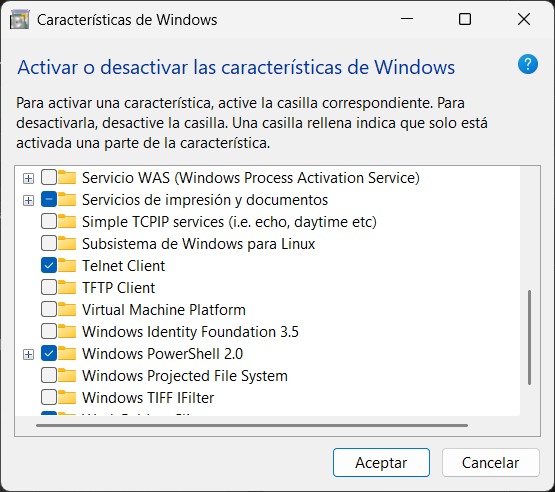 Características de Windows
Activar o desactivar las características de Windows
?
Para activar una característica, active la casilla correspondiente. Para
desactivarla, desactive la casilla. Una casilla rellena indica que solo está
activada una parte de la característica.
Servicio WAS (Windows Process Activation Service)
Servicios de impresión y documentos
Simple TCPIP services (i.e. echo, daytime etc)
Subsistema de Windows para Linux
Telnet Client
TFTP Client
Virtual Machine Platform
Windows Identity Foundation 3.5
Windows PowerShell 2.0
Windows Projected File System
Windows TIFF IFilter
Aceptar
Cancelar